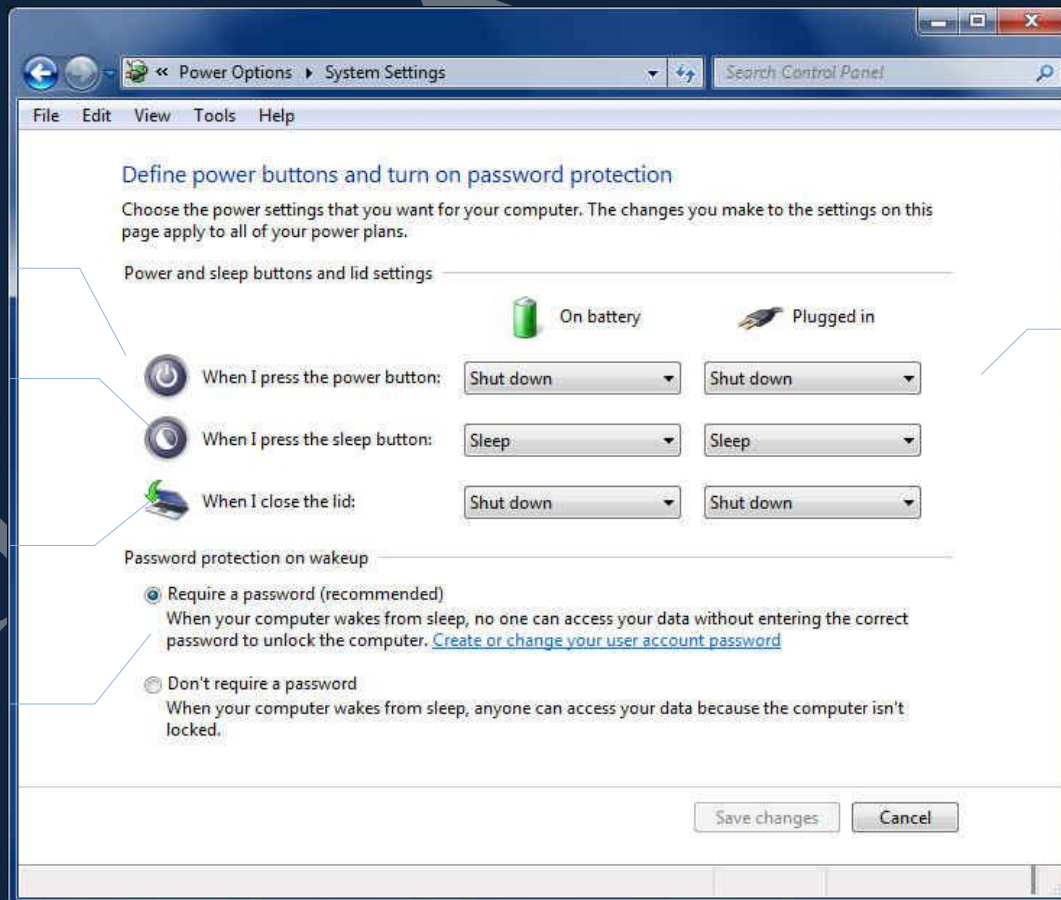 « Power Options ▸ System Settings
Search Control Panel
File Edit View Tools Help
Define power buttons and turn on password protection
Choose the power settings that you want for your computer. The changes you make to the settings on this
page apply to all of your power plans.
Power and sleep buttons and lid settings
On battery Plugged in
When I press the power button: Shut down Shut down
When I press the sleep button: Sleep Sleep
When I close the lid: Shut down Shut down
Password protection on wakeup
Require a password (recommended)
When your computer wakes from sleep, no one can access your data without entering the correct
password to unlock the computer. Create or change your user account password
Don't require a password
When your computer wakes from sleep, anyone can access your data because the computer isn't
locked.
Save changes Cancel